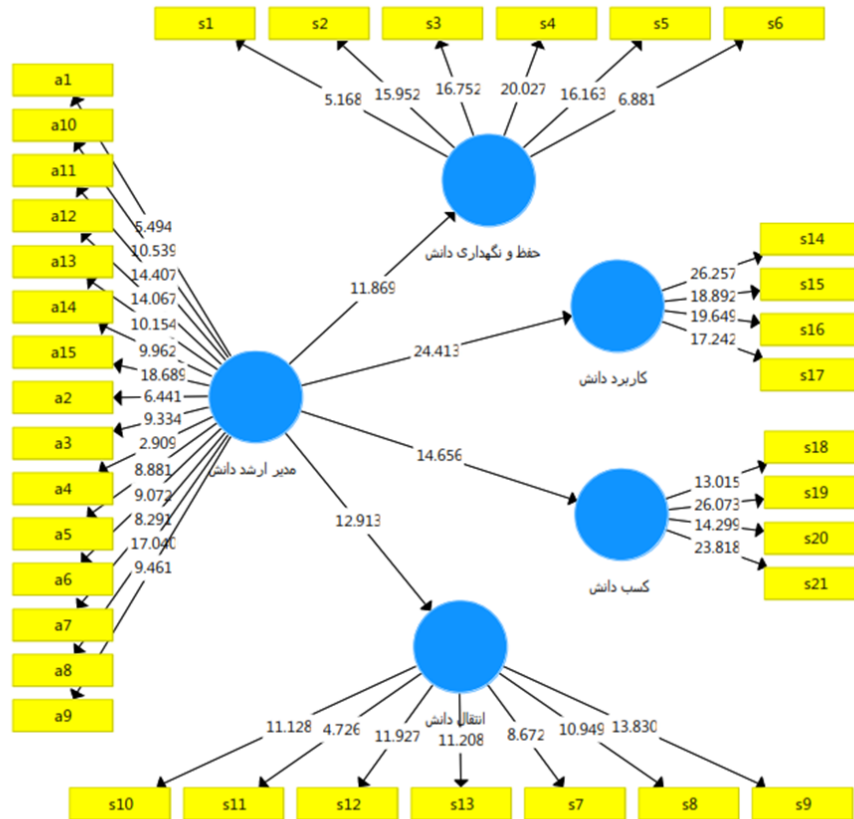 s1
s2
s3
s4
s5
s6
5.168
15.952
16.752
20.027
16.163
6.881
حفظ و نگهداری دانش
a1
a10
a11
a12
a13
a14
a15
a2
a3
a4
a5
a6
a7
a8
a9
5.494
10.539
14.407
14.067
10.154
9.962
18.689
6.441
9.334
2.909
8.881
9.072
8.291
17.040
9.461
مدیر ارشد دانش
11.869
24.413
14.656
12.913
کاربرد دانش
26.257
18.892
19.649
17.242
s14
s15
s16
s17
کسب دانش
13.015
26.073
14.299
23.818
s18
s19
s20
s21
انتقال دانش
11.128
4.726
11.927
11.208
8.672
10.949
13.830
s10
s11
s12
s13
s7
s8
s9